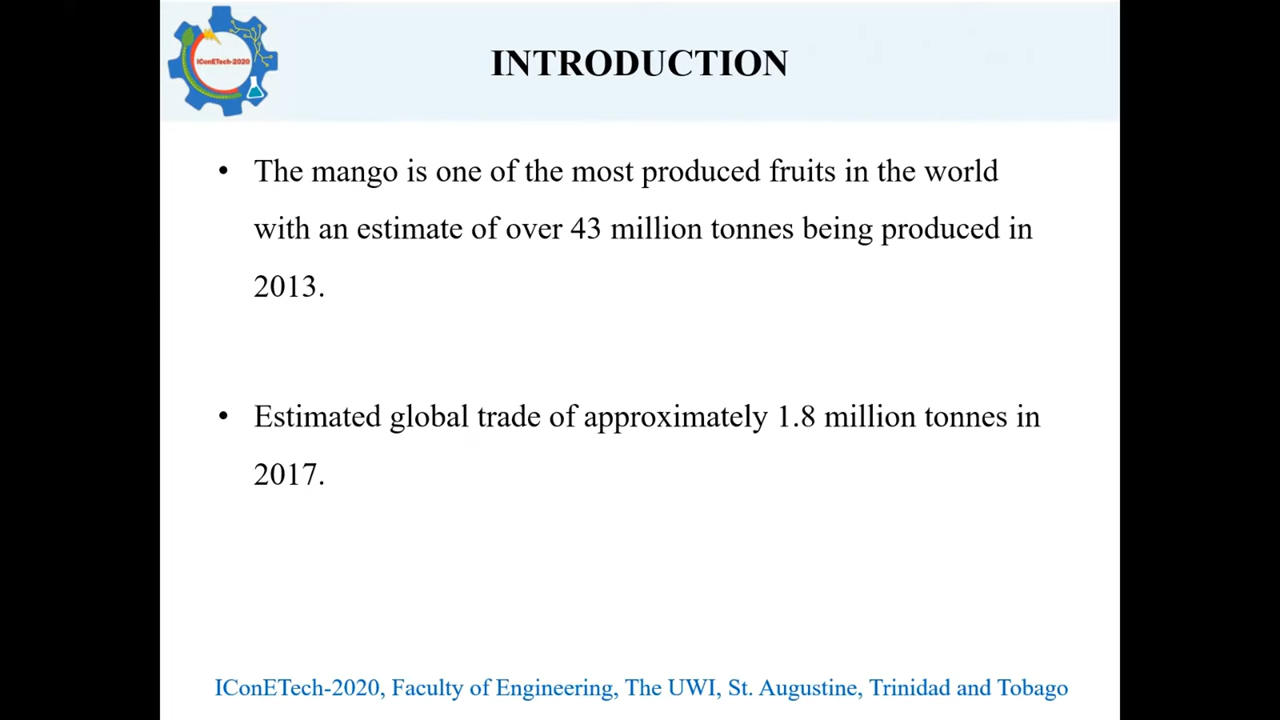 IConETech-2020
INTRODUCTION
• The mango is one of the most produced fruits in the world
with an estimate of over 43 million tonnes being produced in
2013.
• Estimated global trade of approximately 1.8 million tonnes in
2017.
IConETech-2020, Faculty of Engineering, The UWI, St. Augustine, Trinidad and Tobago